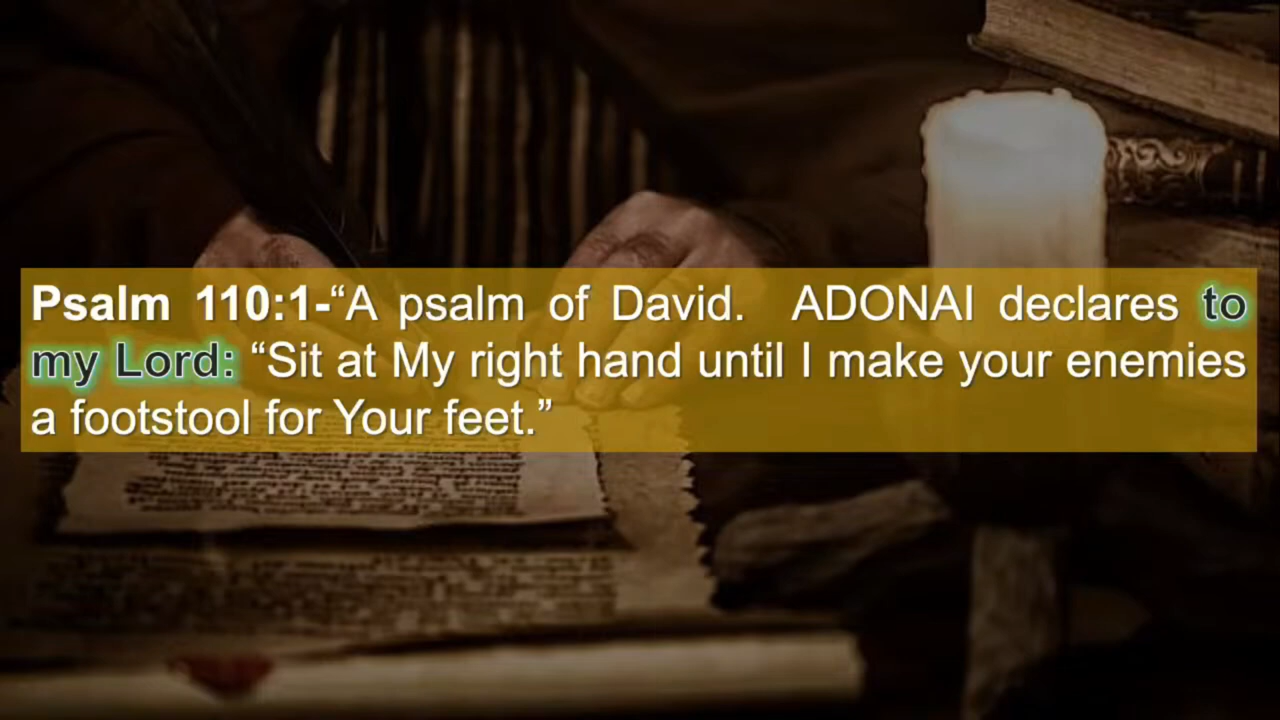 Psalm 110:1-“A psalm of David. ADONAI declares to
my Lord: “Sit at My right hand until I make your enemies
a footstool for Your feet.”